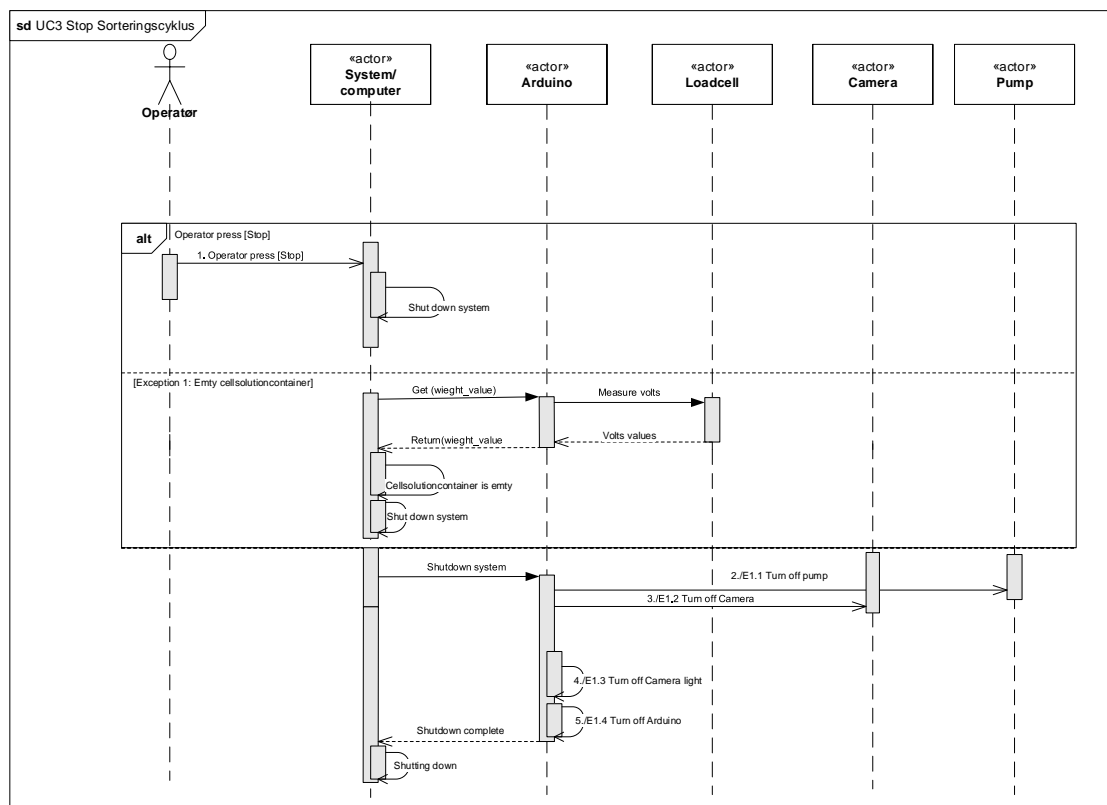 sd UC3 Stop Sorteringscyklus
Operatør
«actor»
System/
computer
«actor»
Arduino
«actor»
Loadcell
«actor»
Camera
«actor»
Pump
alt
Operator press [Stop]
1. Operator press [Stop]
Shut down system
[Exception 1: Emty cellsolutioncontainer]
Get (wieght_value)
Measure volts
Volts values
Return(wieght_value
Cellsolutioncontainer is emty
Shut down system
Shutdown system
2./E1.1 Turn off pump
3./E1.2 Turn off Camera
4./E1.3 Turn off Camera light
5./E1.4 Turn off Arduino
Shutdown complete
Shutting down